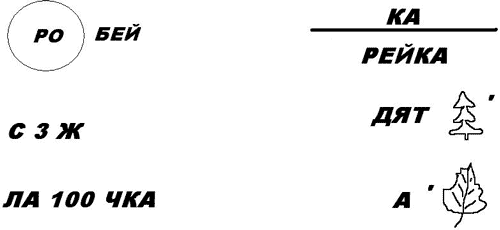 РО БЕЙ
КА
РЕЙКА
С 3 Ж
ДЯТ '
ЛА 100 ЧКА
А '